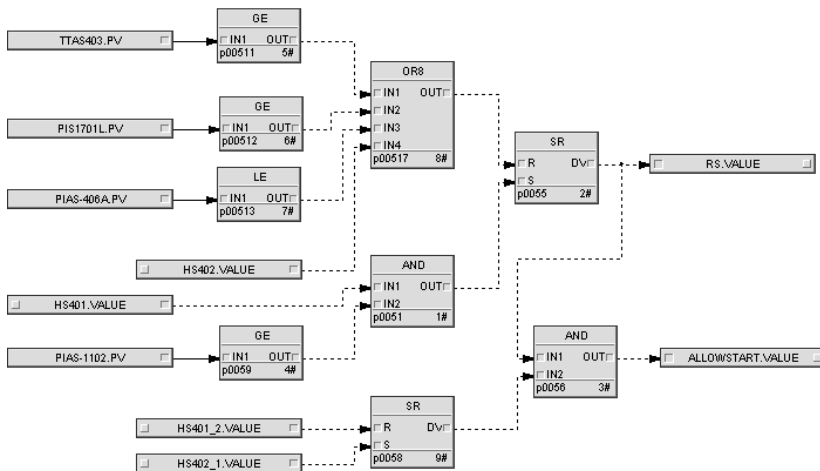 GE
TTAS403.PV
IN1 OUT
p00511 5#
OR8
IN1 OUT
IN2
IN3
IN4
p00517 8#
GE
PIS1701L.PV
IN1 OUT
p00512 6#
SR
R DV
S
p0055 2#
RS.VALUE
LE
PIAS-406A.PV
IN1 OUT
p00513 7#
HS402.VALUE
AND
IN1 OUT
IN2
p0051 1#
HS401.VALUE
GE
PIAS-1102.PV
IN1 OUT
p0059 4#
AND
IN1 OUT
IN2
p0056 3#
ALLOWSTART.VALUE
SR
HS401_2.VALUE
R DV
S
p0058 9#
HS402_1.VALUE